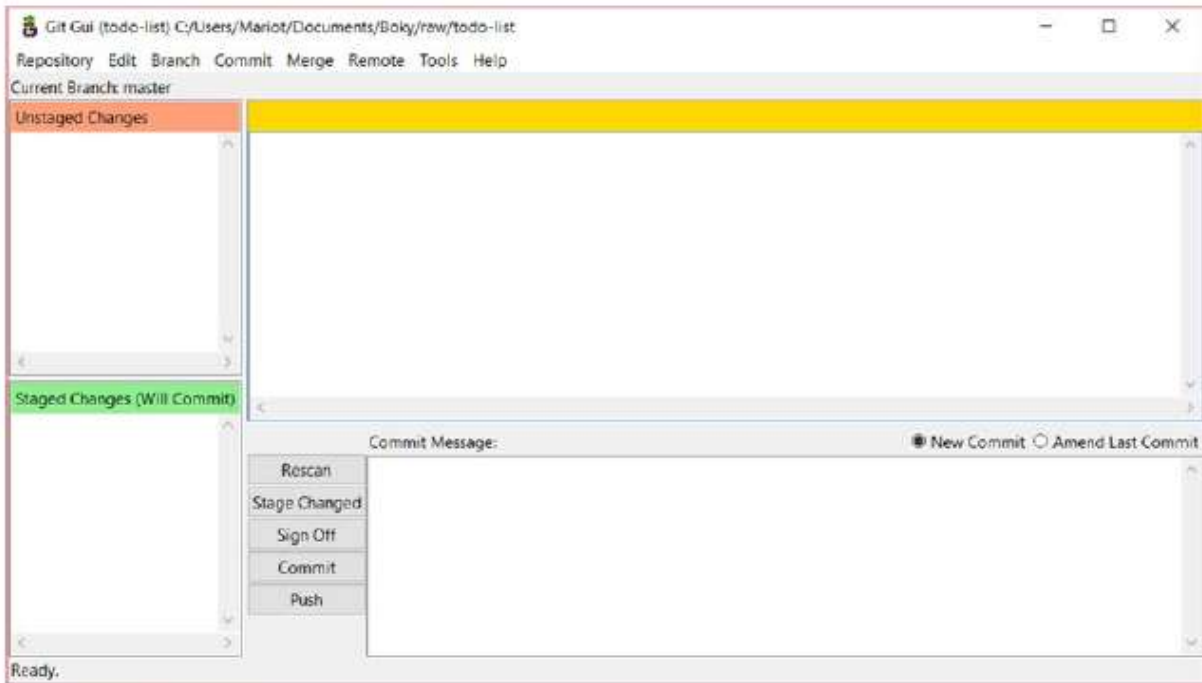 Git Gui (todo-list) C:/Users/Mariot/Documents/Boky/raw/todo-list
Repository Edit Branch Commit Merge Remote Tools Help
Current Branch: master
Unstaged Changes
Staged Changes (Will Commit)
Commit Message:
New Commit Amend Last Commit
Rescan
Stage Changed
Sign Off
Commit
Push
Ready.